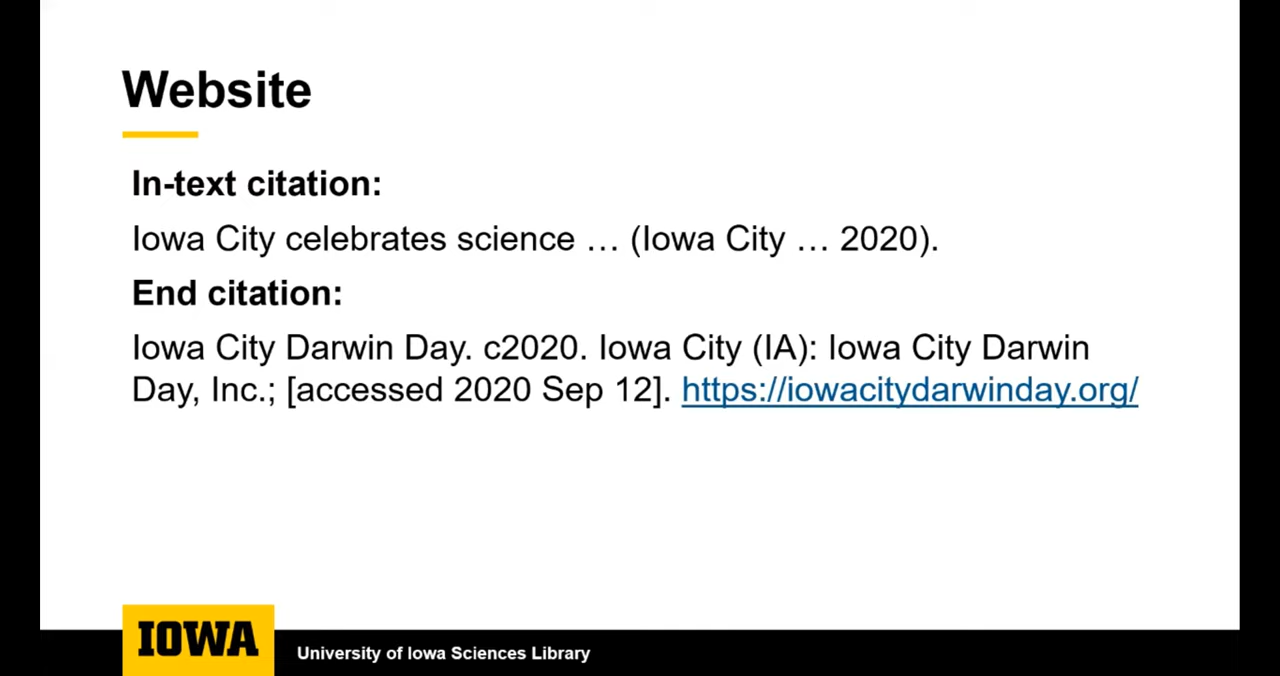 Website
In-text citation:
Iowa City celebrates science … (Iowa City … 2020).
End citation:
Iowa City Darwin Day. c2020. Iowa City (IA): Iowa City Darwin
Day, Inc.; [accessed 2020 Sep 12]. https://iowacitydarwinday.org/
IOWA
University of Iowa Sciences Library